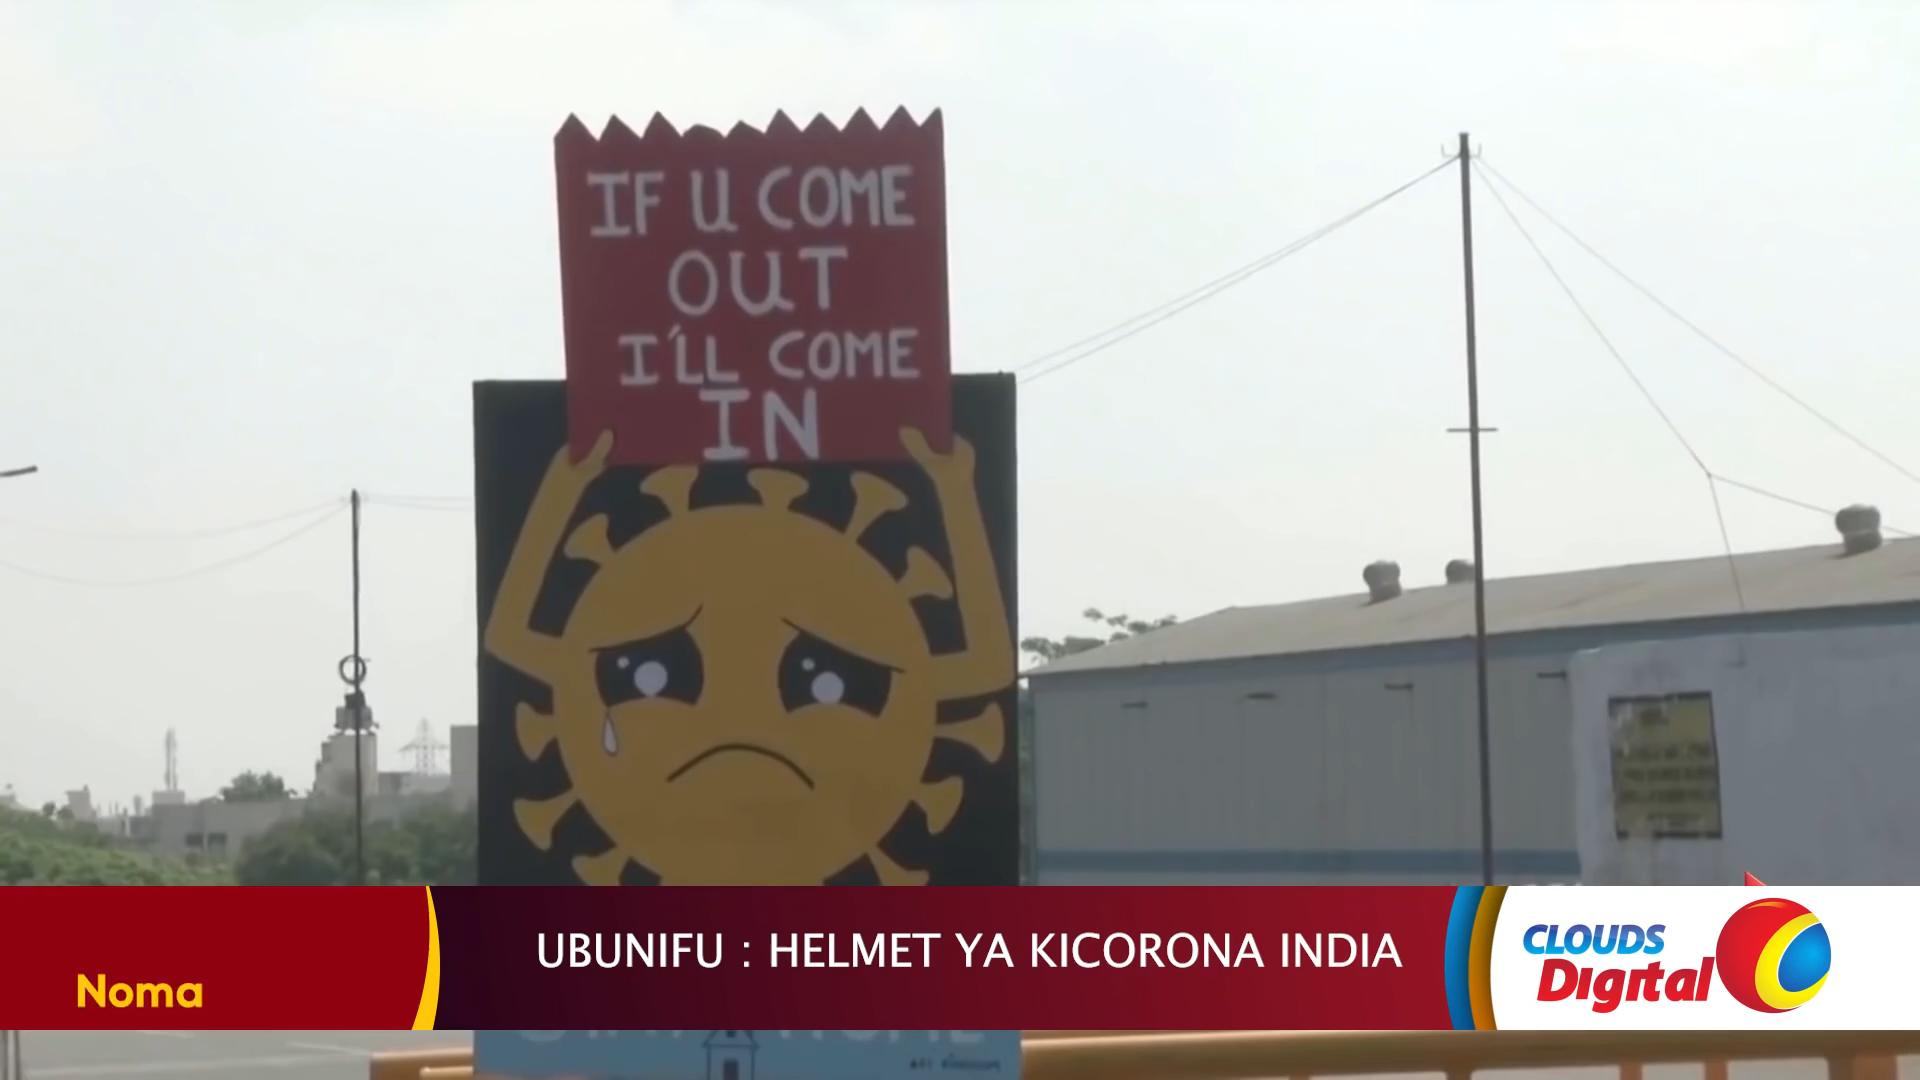 IF U COME
OUT
I'LL COME
IN
UBUNIFU : HELMET YA KICORONA INDIA
Noma
CLOUDS
Digital